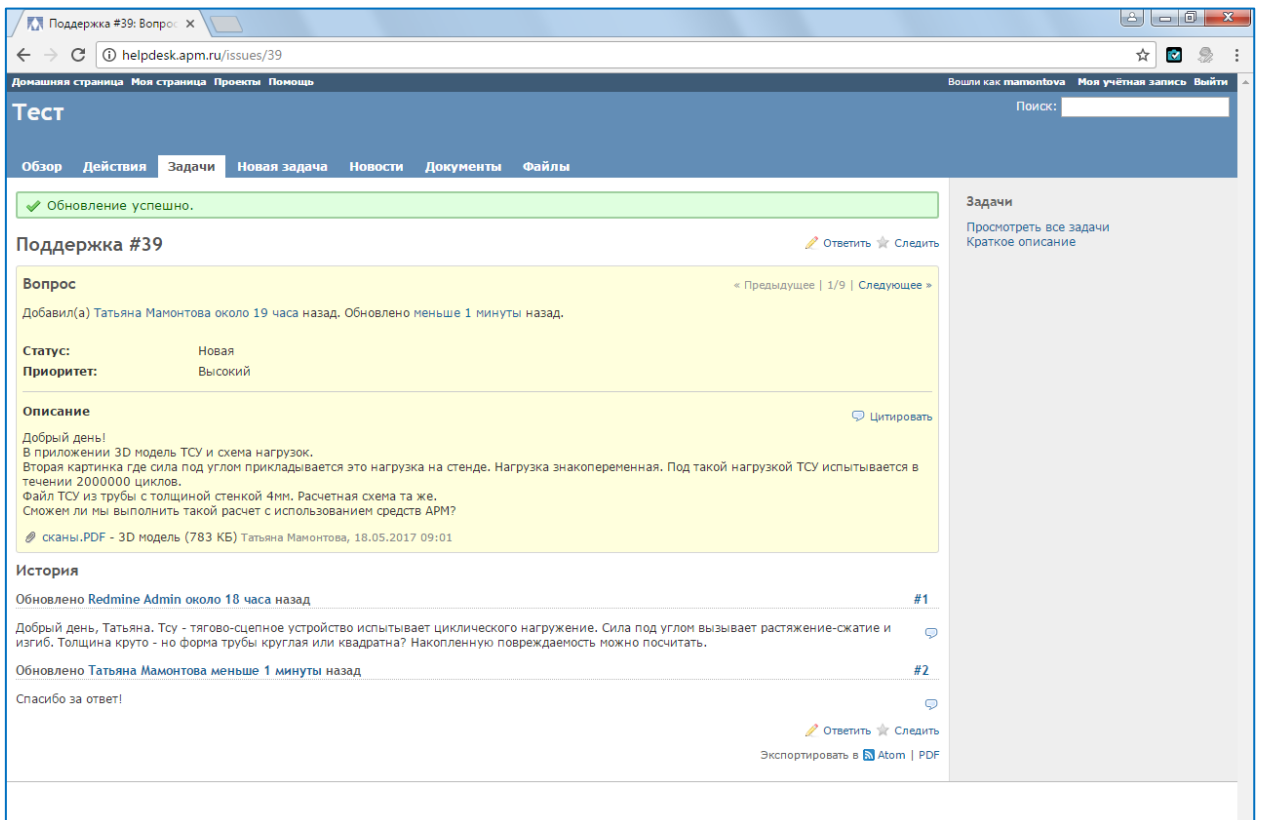 Поддержка #39: Вопрос
helpdesk.apm.ru/issues/39
Домашняя страница Моя страница Проекты Помощь
Вошли как mamontova Моя учётная запись Выйти
Тест
Поиск:
Обзор Действия Задачи Новая задача Новости Документы Файлы
Обновление успешно.
Задачи
Просмотреть все задачи
Краткое описание
Поддержка #39
Ответить Следить
Вопрос
« Предыдущее | 1/9 | Следующее »
Добавил(а) Татьяна Мамонтова около 19 часа назад. Обновлено меньше 1 минуты назад.
Статус: Новая
Приоритет: Высокий
Описание
Цитировать
Добрый день!
В приложении 3D модель ТСУ и схема нагрузок.
Вторая картинка где сила под углом прикладывается это нагрузка на стенде. Нагрузка знакопеременная. Под такой нагрузкой ТСУ испытывается в
течении 2000000 циклов.
Файл ТСУ из трубы с толщиной стенкой 4мм. Расчетная схема та же.
Сможем ли мы выполнить такой расчет с использованием средств APM?
сканы.PDF - 3D модель (783 КБ) Татьяна Мамонтова, 18.05.2017 09:01
История
Обновлено Redmine Admin около 18 часа назад
#1
Добрый день, Татьяна. Тсу - тягово-сцепное устройство испытывает циклического нагружение. Сила под углом вызывает растяжение-сжатие и
изгиб. Толщина круто - но форма трубы круглая или квадратна? Накопленную повреждаемость можно посчитать.
Обновлено Татьяна Мамонтова меньше 1 минуты назад
#2
Спасибо за ответ!
Ответить Следить
Экспортировать в Atom | PDF